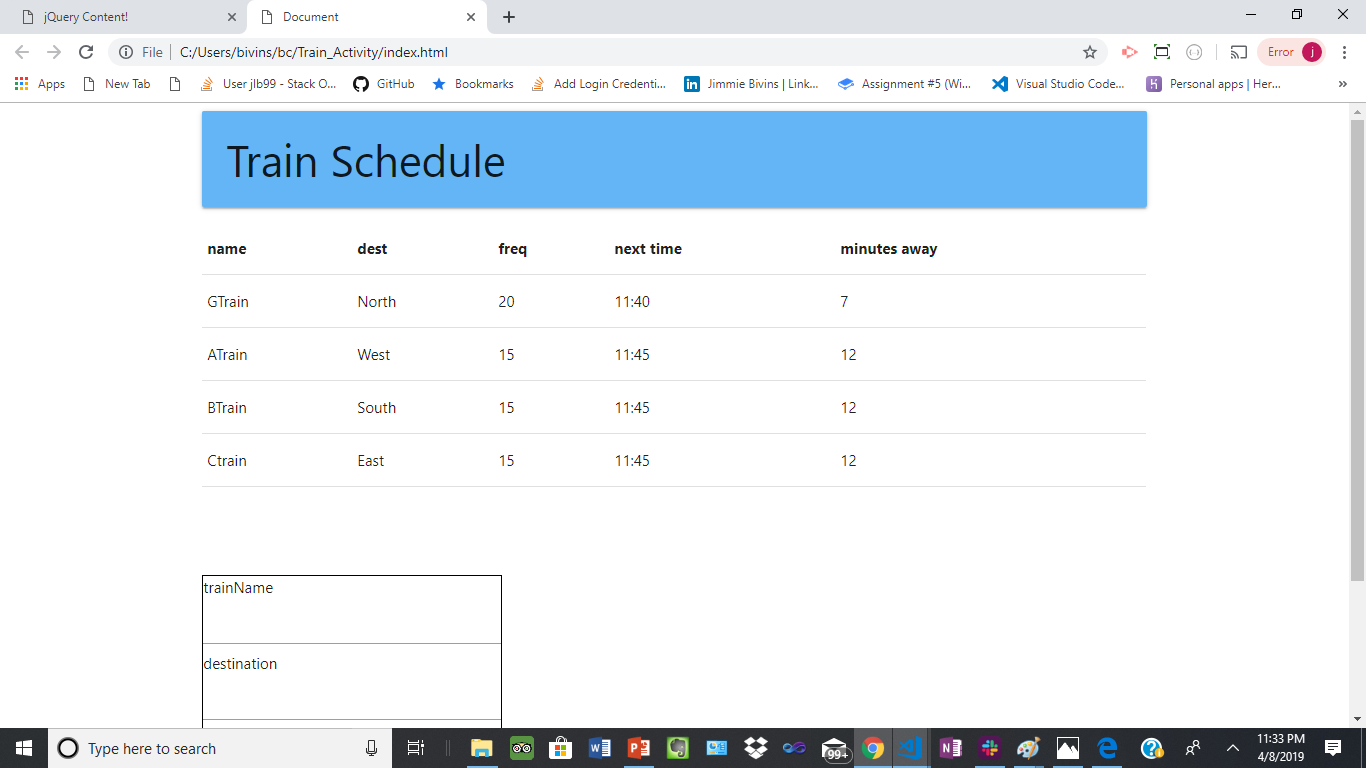 jQuery Content!
Document
File C:/Users/bivins/bc/Train_Activity/index.html
Error j
Apps New Tab User jlb99 - Stack O... GitHub Bookmarks Add Login Credenti... Jimmie Bivins | Link... Assignment #5 (Wi... Visual Studio Code... Personal apps | Her... »
Train Schedule
name dest freq next time minutes away
GTrain North 20 11:40 7
ATrain West 15 11:45 12
BTrain South 15 11:45 12
Ctrain East 15 11:45 12
trainName
destination
Type here to search
99+
11:33 PM
4/8/2019